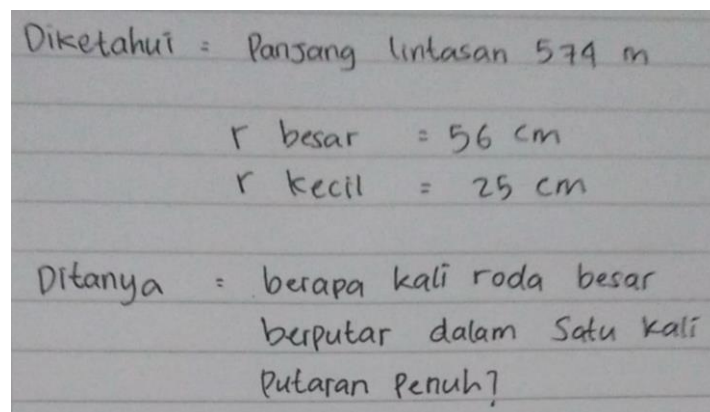 Diketahui = Panjang lintasan 574 m
r besar = 56 cm
r kecil = 25 cm
Ditanya = berapa kali roda besar
berputar dalam Satu kali
Putaran Penuh?